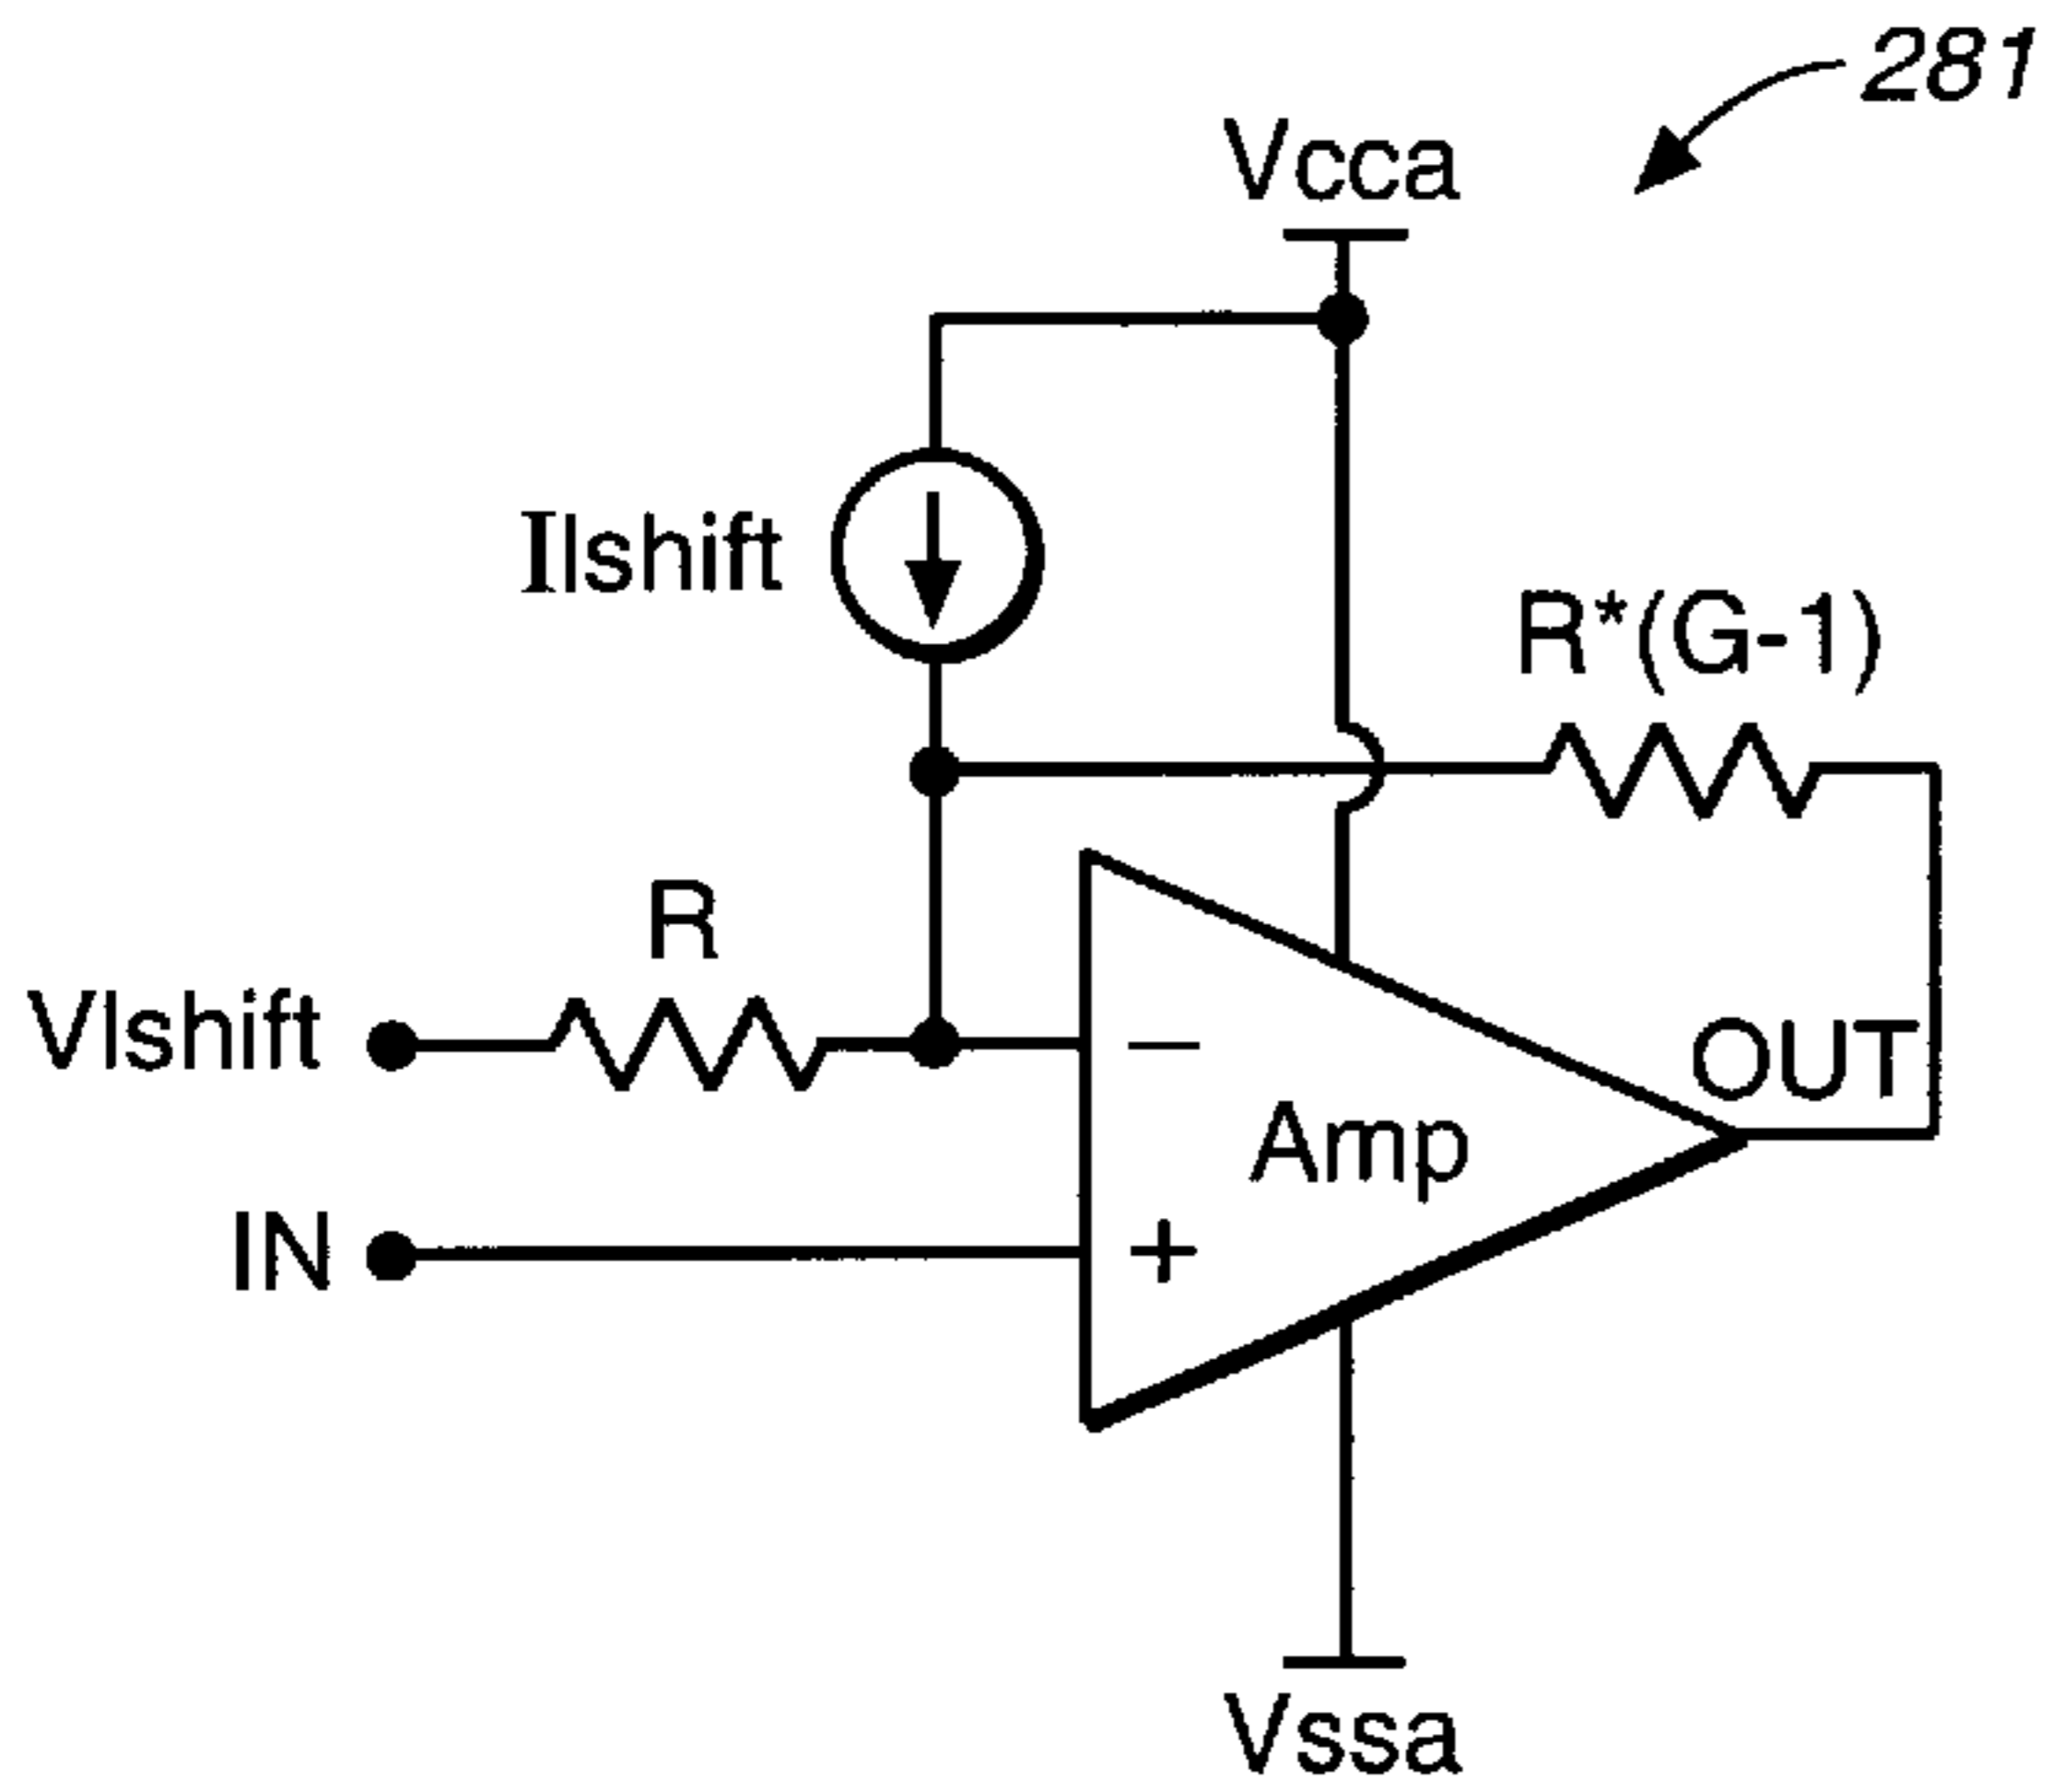 281
Vcca
Ilshift
R*(G-1)
R
Vlshift
OUT
Amp
IN
−
+
Vssa